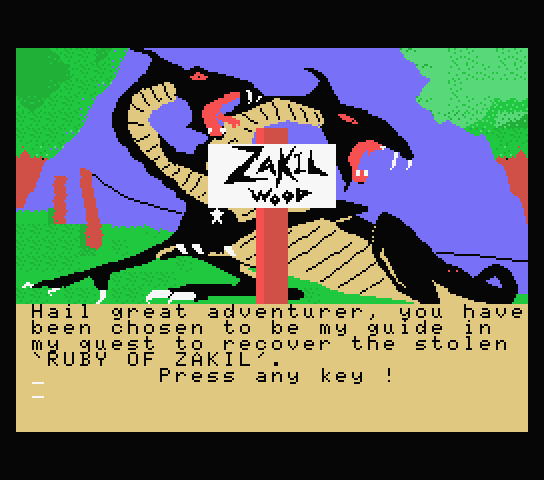 ZAKIL
WOOD
Hail great adventurer, you have
been chosen to be my guide in
my quest to recover the stolen
`RUBY OF ZAKIL´.
Press any key !